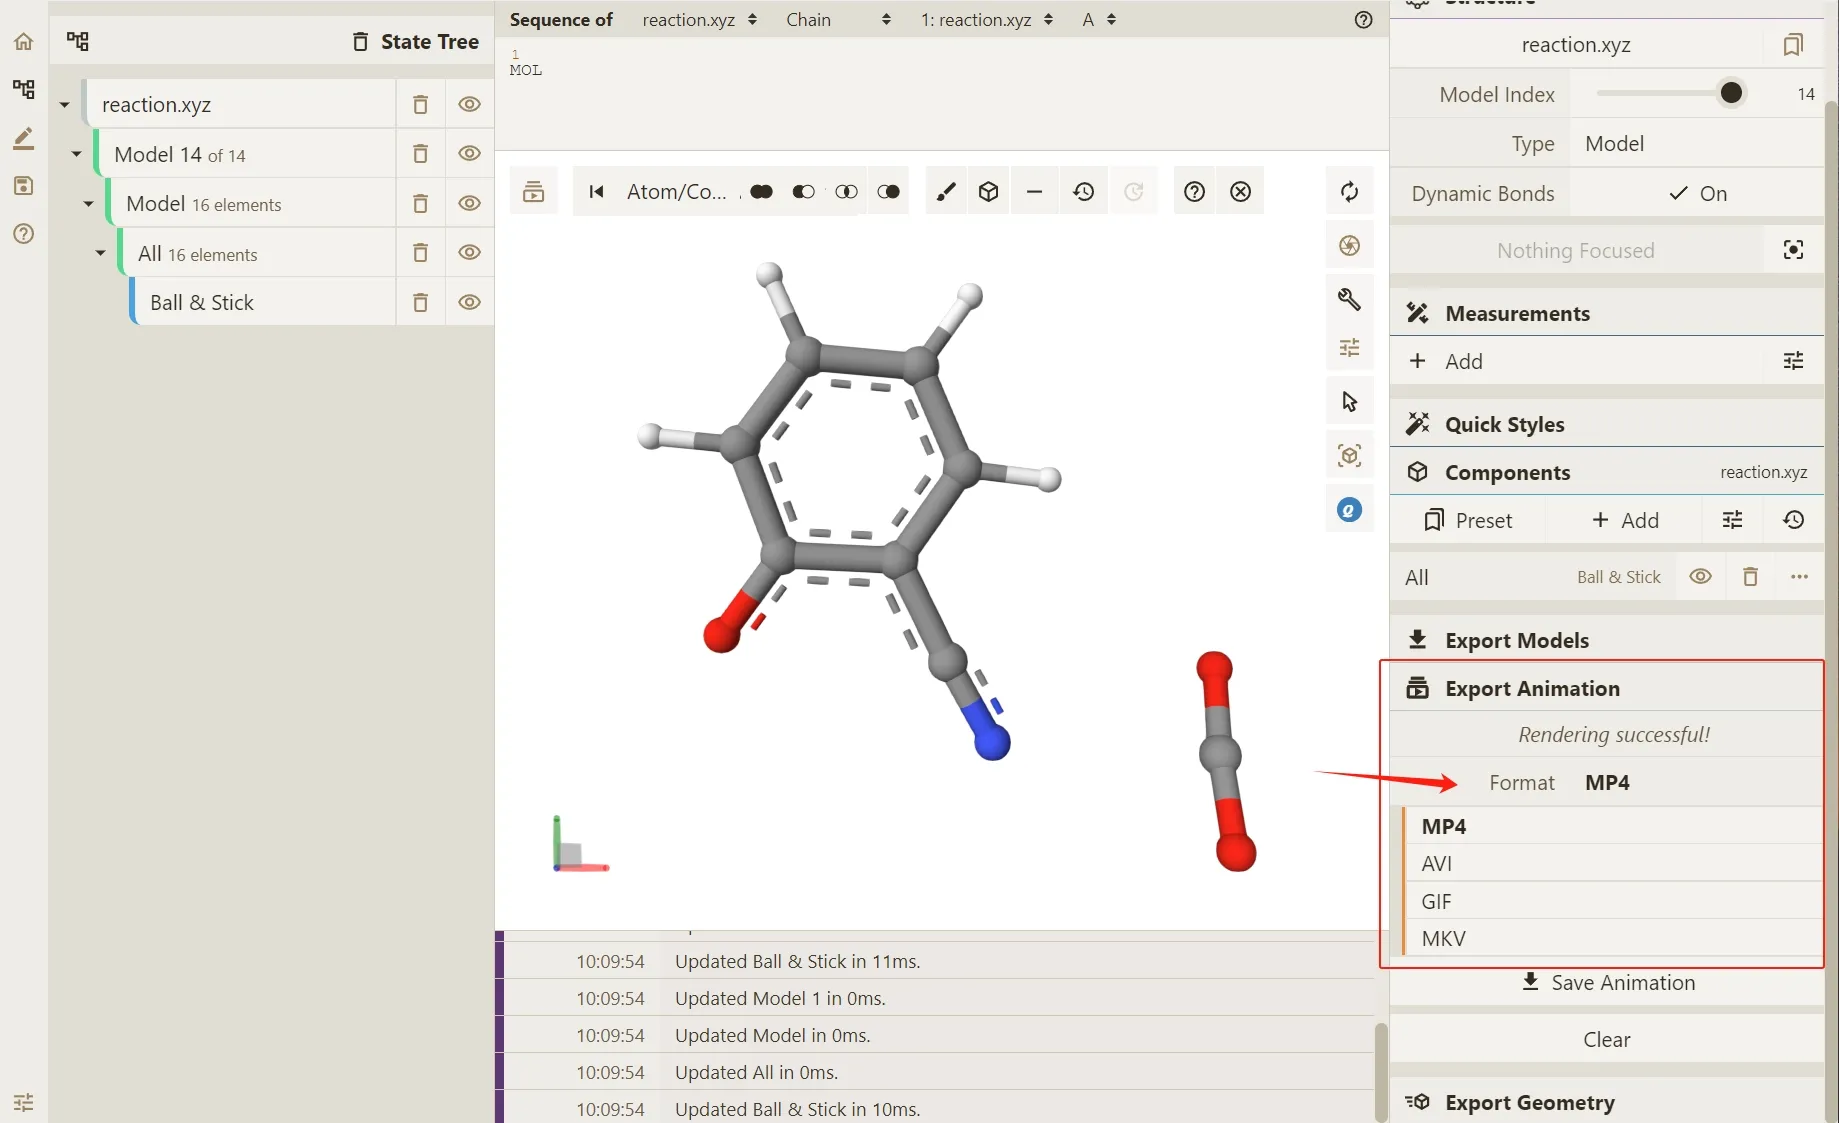 State Tree
reaction.xyz
Model 14 of 14
Model 16 elements
All 16 elements
Ball & Stick
Sequence of reaction.xyz Chain 1: reaction.xyz A
1
MOL
Atom/Co...
10:09:54 Updated Ball & Stick in 11ms.
10:09:54 Updated Model 1 in 0ms.
10:09:54 Updated Model in 0ms.
10:09:54 Updated All in 0ms.
10:09:54 Updated Ball & Stick in 10ms.
Structure
reaction.xyz
Model Index 14
Type Model
Dynamic Bonds On
Nothing Focused
Measurements
Add
Quick Styles
Components reaction.xyz
Preset Add
All Ball & Stick
Export Models
Export Animation
Rendering successful!
Format MP4
MP4
AVI
GIF
MKV
Save Animation
Clear
Export Geometry